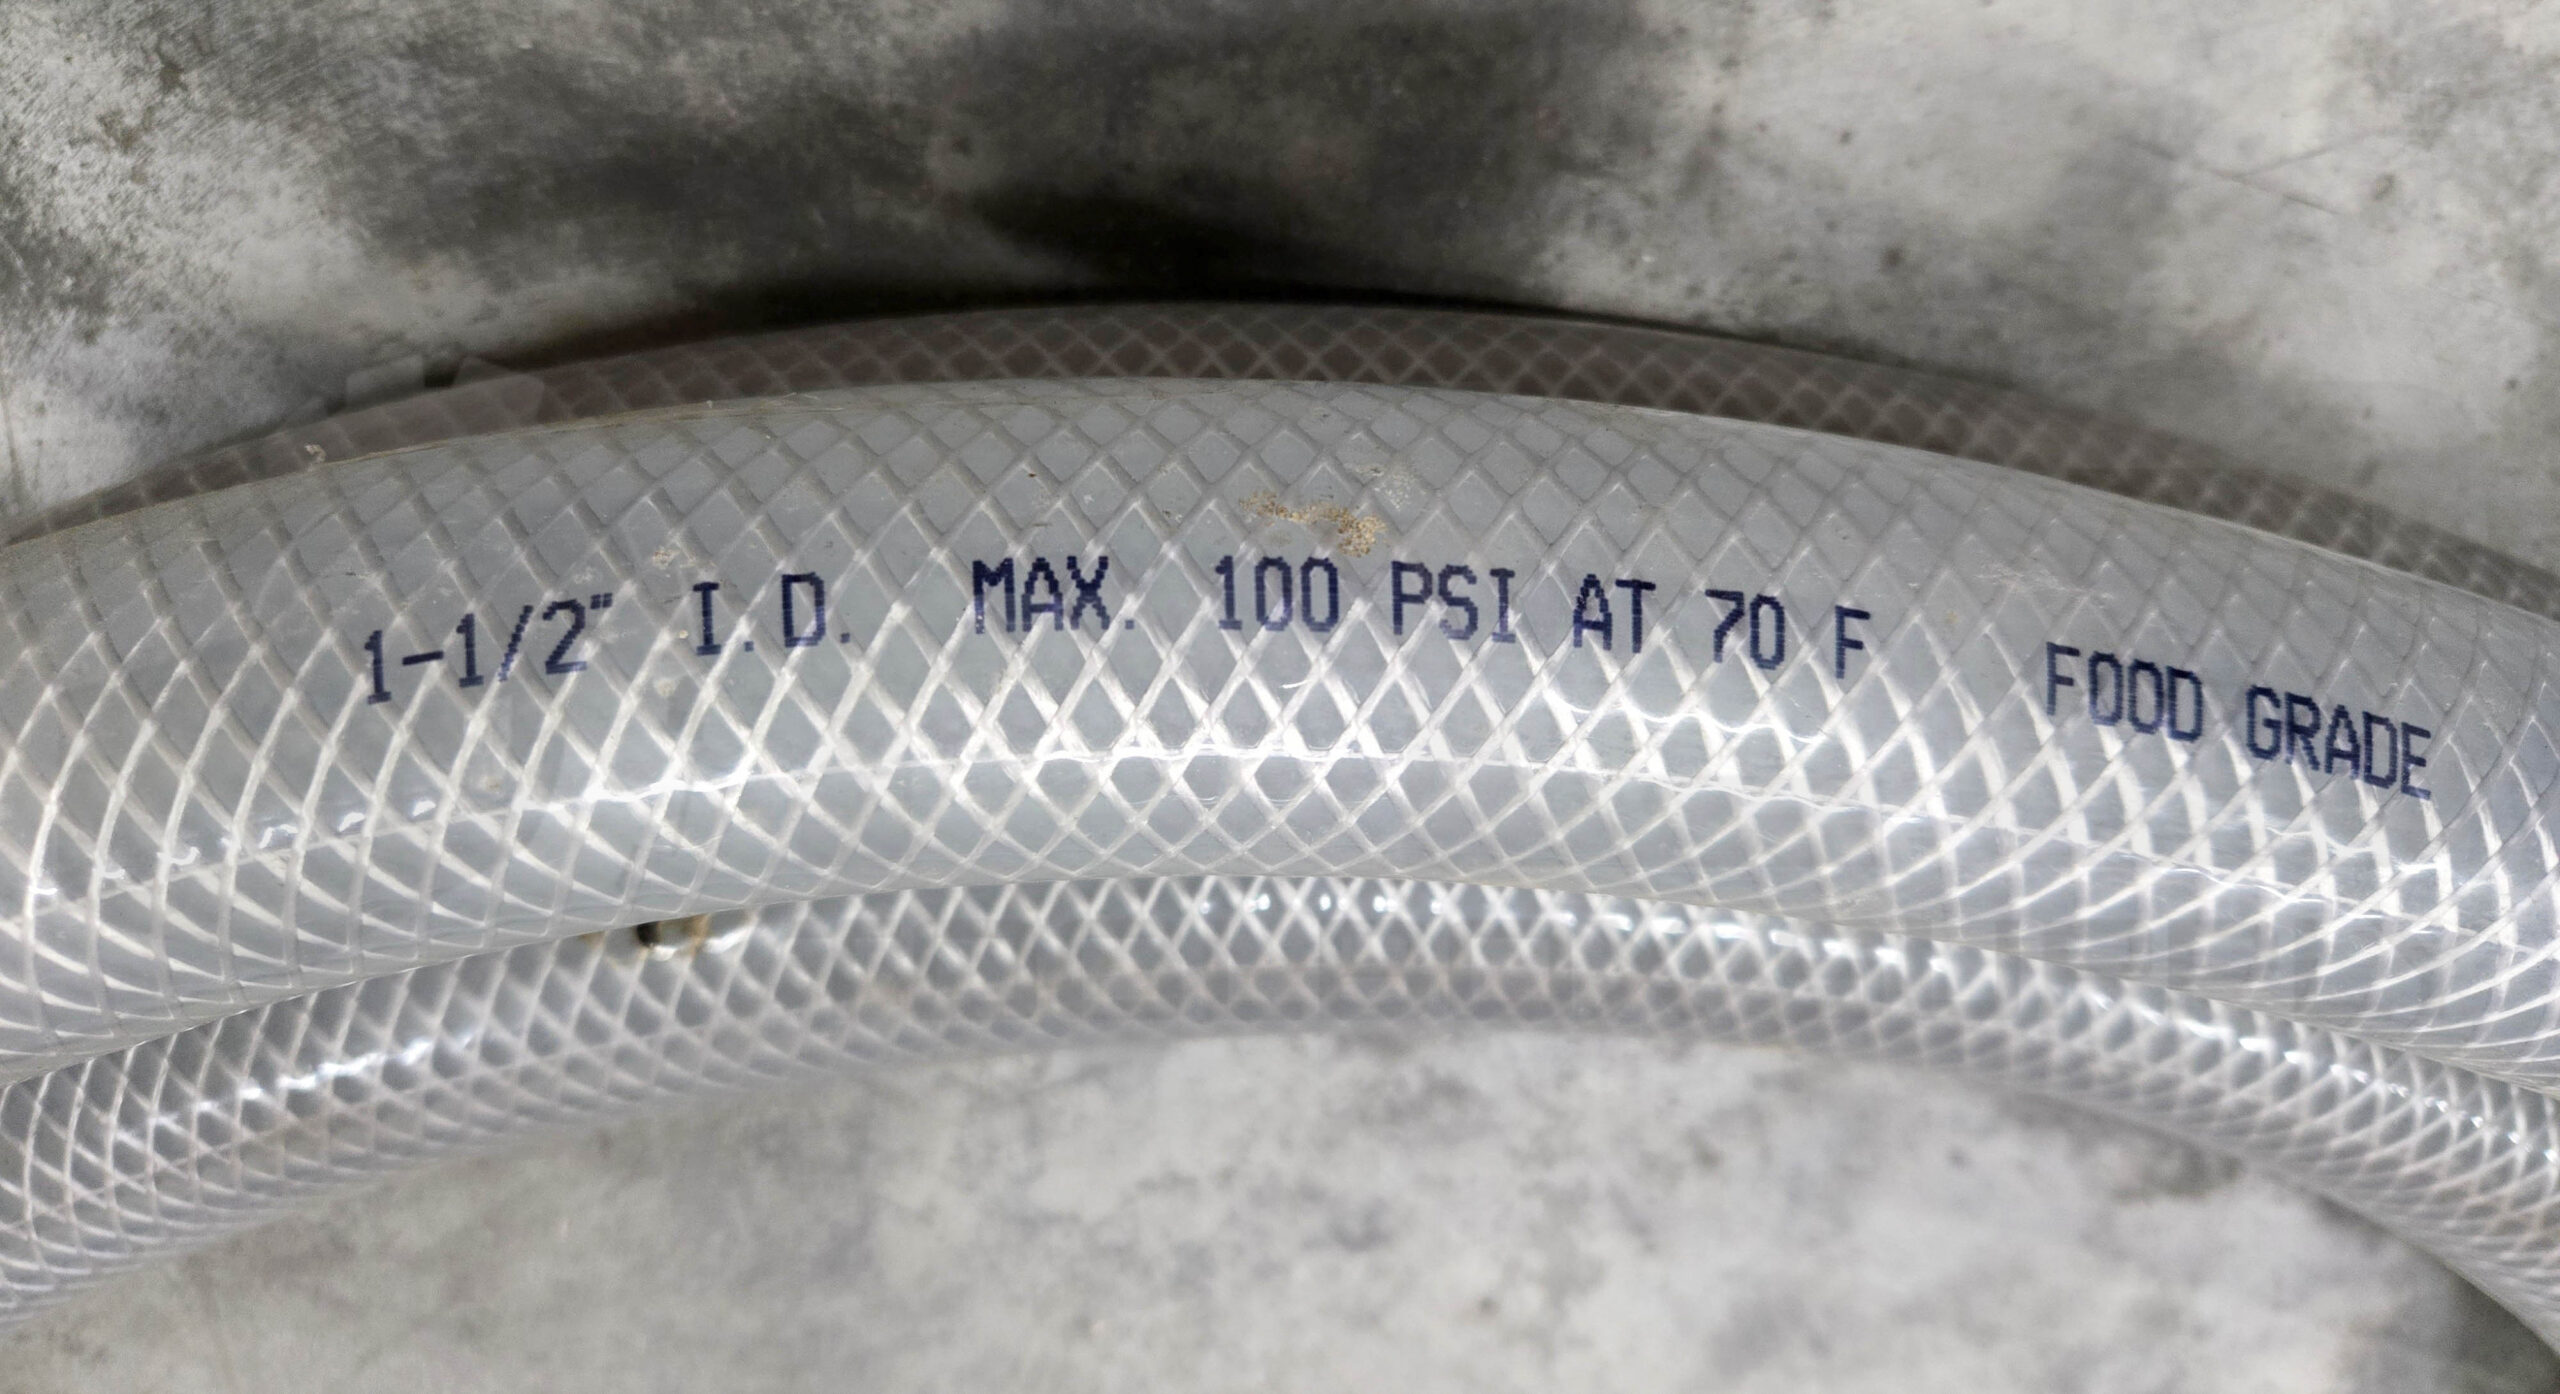 1-1/2" I.D. MAX. 100 PSI AT 70 F FOOD GRADE